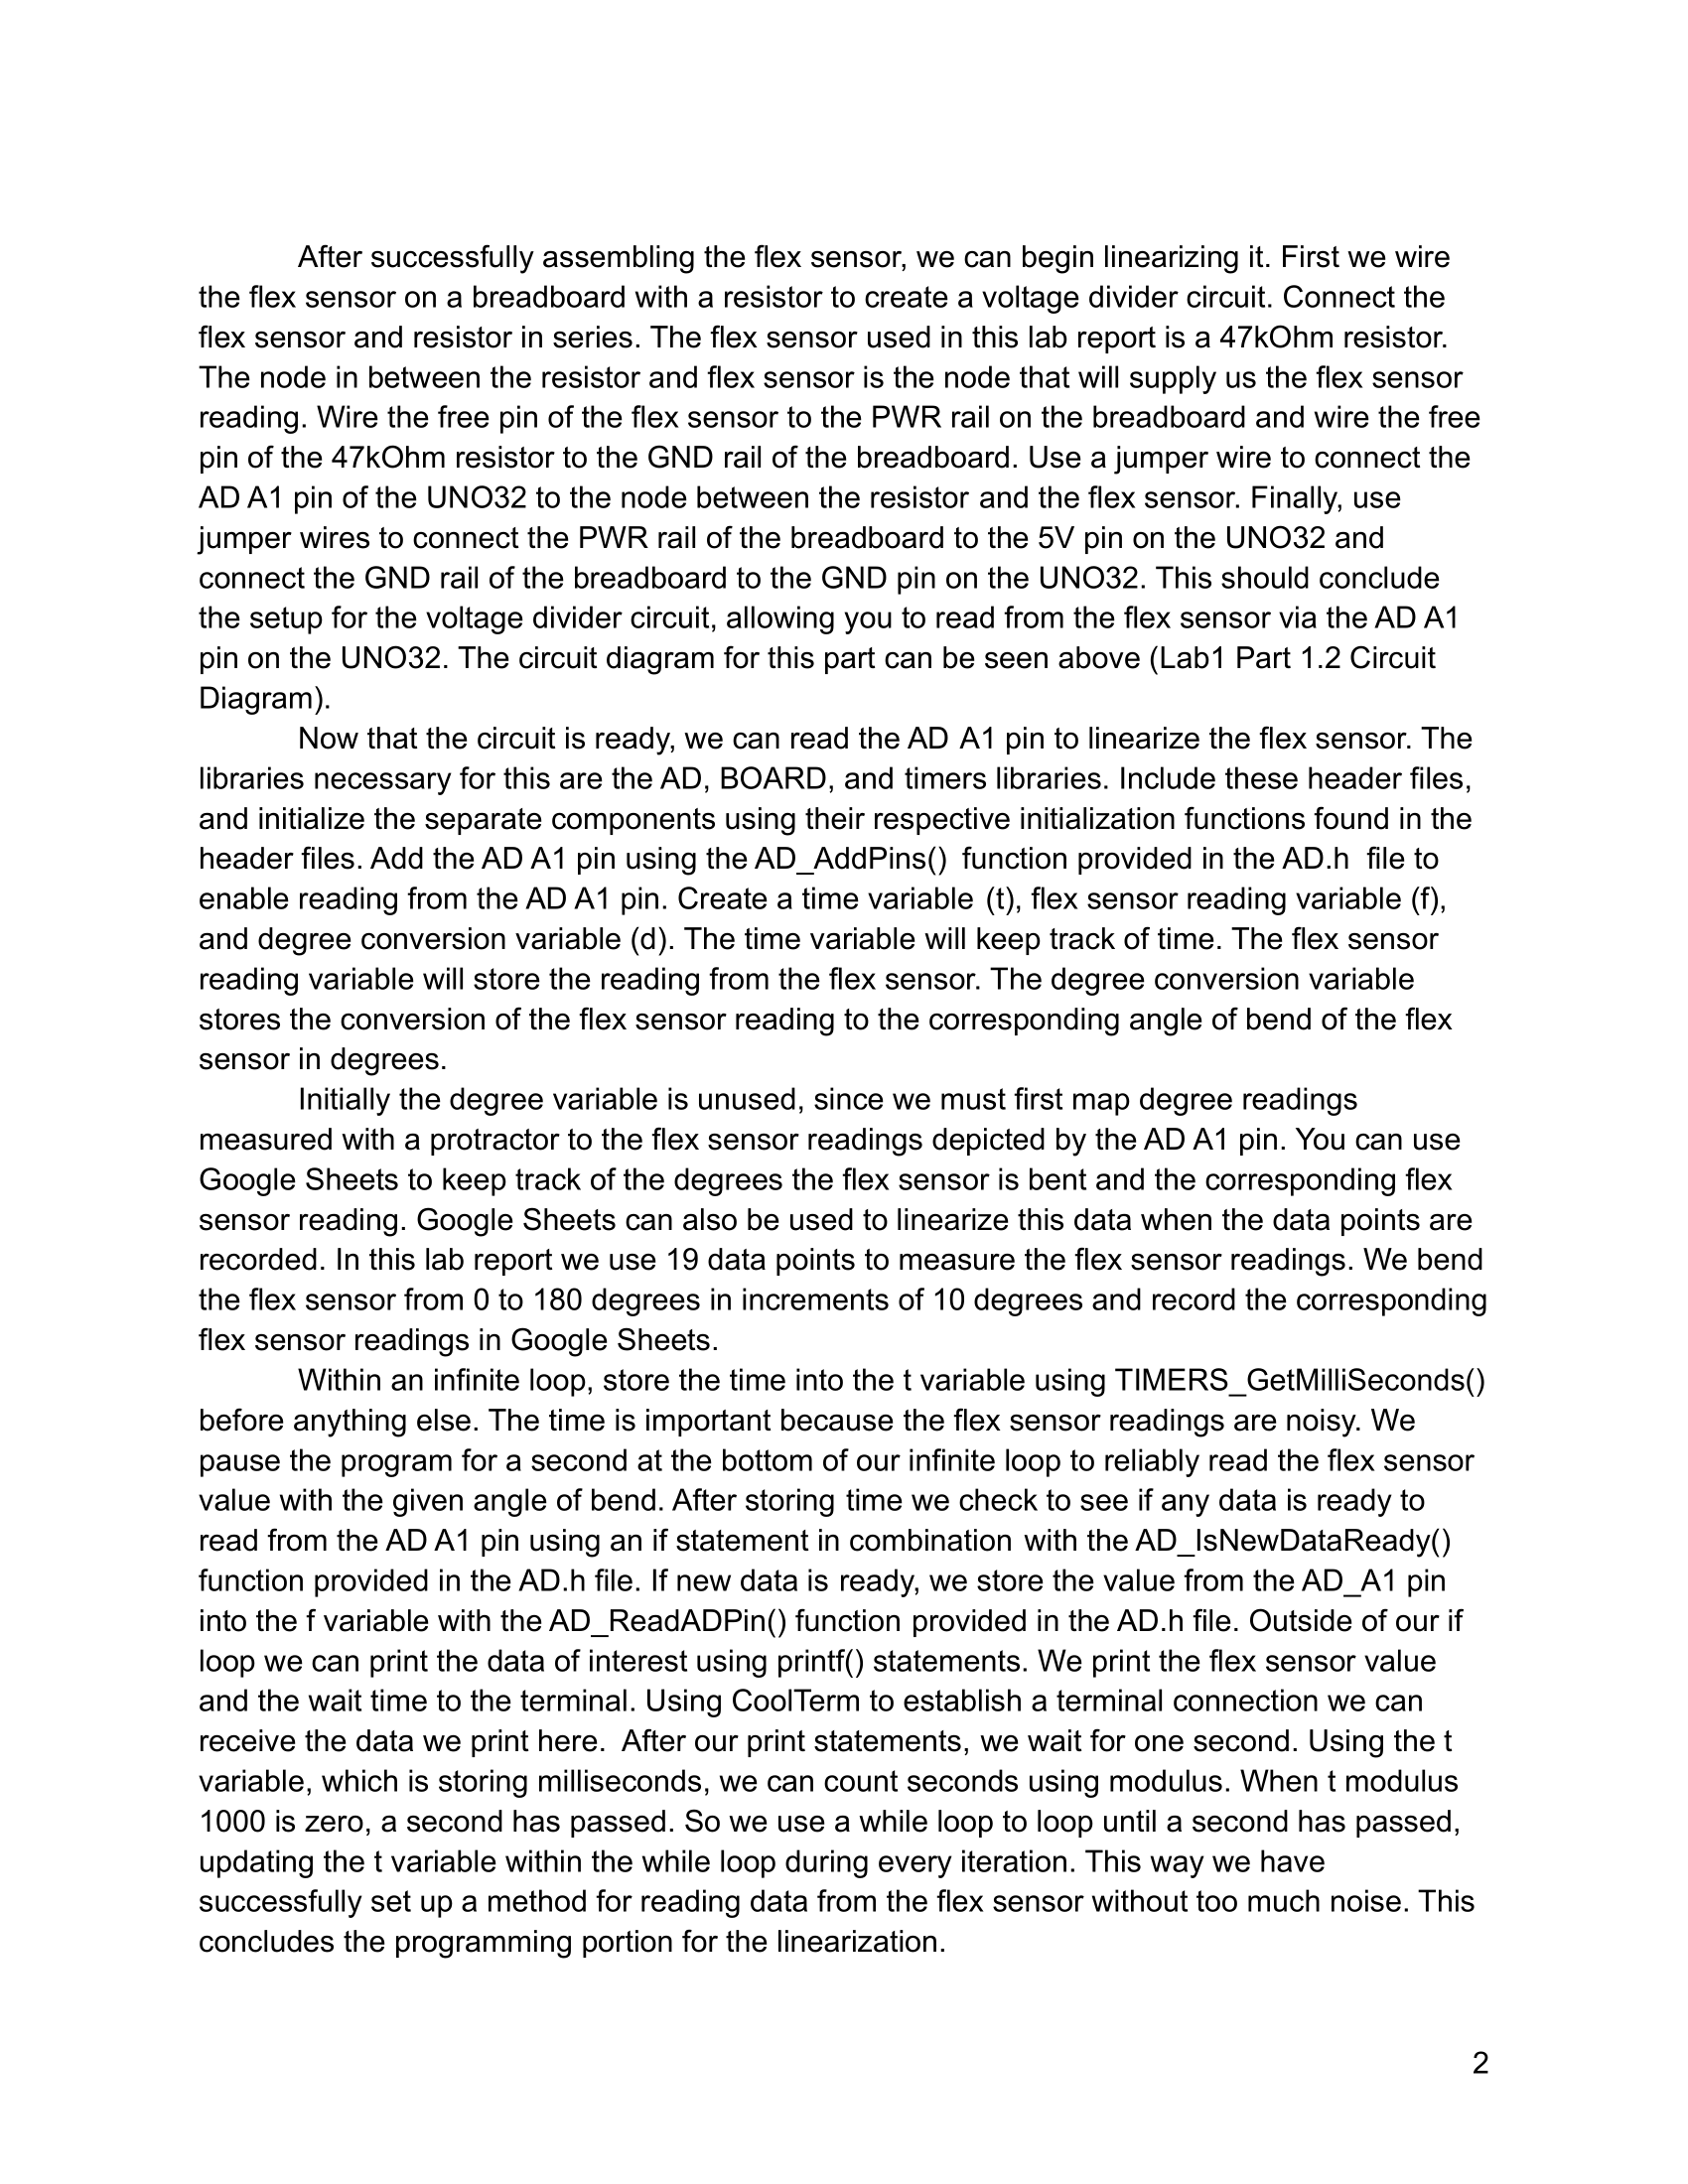 After successfully assembling the flex sensor, we can begin linearizing it. First we wire
the flex sensor on a breadboard with a resistor to create a voltage divider circuit. Connect the
flex sensor and resistor in series. The flex sensor used in this lab report is a 47kOhm resistor.
The node in between the resistor and flex sensor is the node that will supply us the flex sensor
reading. Wire the free pin of the flex sensor to the PWR rail on the breadboard and wire the free
pin of the 47kOhm resistor to the GND rail of the breadboard. Use a jumper wire to connect the
AD A1 pin of the UNO32 to the node between the resistor and the flex sensor. Finally, use
jumper wires to connect the PWR rail of the breadboard to the 5V pin on the UNO32 and
connect the GND rail of the breadboard to the GND pin on the UNO32. This should conclude
the setup for the voltage divider circuit, allowing you to read from the flex sensor via the AD A1
pin on the UNO32. The circuit diagram for this part can be seen above (Lab1 Part 1.2 Circuit
Diagram).
Now that the circuit is ready, we can read the AD A1 pin to linearize the flex sensor. The
libraries necessary for this are the AD, BOARD, and timers libraries. Include these header files,
and initialize the separate components using their respective initialization functions found in the
header files. Add the AD A1 pin using the AD_AddPins() function provided in the AD.h file to
enable reading from the AD A1 pin. Create a time variable (t), flex sensor reading variable (f),
and degree conversion variable (d). The time variable will keep track of time. The flex sensor
reading variable will store the reading from the flex sensor. The degree conversion variable
stores the conversion of the flex sensor reading to the corresponding angle of bend of the flex
sensor in degrees.
Initially the degree variable is unused, since we must first map degree readings
measured with a protractor to the flex sensor readings depicted by the AD A1 pin. You can use
Google Sheets to keep track of the degrees the flex sensor is bent and the corresponding flex
sensor reading. Google Sheets can also be used to linearize this data when the data points are
recorded. In this lab report we use 19 data points to measure the flex sensor readings. We bend
the flex sensor from 0 to 180 degrees in increments of 10 degrees and record the corresponding
flex sensor readings in Google Sheets.
Within an infinite loop, store the time into the t variable using TIMERS_GetMilliSeconds()
before anything else. The time is important because the flex sensor readings are noisy. We
pause the program for a second at the bottom of our infinite loop to reliably read the flex sensor
value with the given angle of bend. After storing time we check to see if any data is ready to
read from the AD A1 pin using an if statement in combination with the AD_IsNewDataReady()
function provided in the AD.h file. If new data is ready, we store the value from the AD_A1 pin
into the f variable with the AD_ReadADPin() function provided in the AD.h file. Outside of our if
loop we can print the data of interest using printf() statements. We print the flex sensor value
and the wait time to the terminal. Using CoolTerm to establish a terminal connection we can
receive the data we print here.  After our print statements, we wait for one second. Using the t
variable, which is storing milliseconds, we can count seconds using modulus. When t modulus
1000 is zero, a second has passed. So we use a while loop to loop until a second has passed,
updating the t variable within the while loop during every iteration. This way we have
successfully set up a method for reading data from the flex sensor without too much noise. This
concludes the programming portion for the linearization.
2